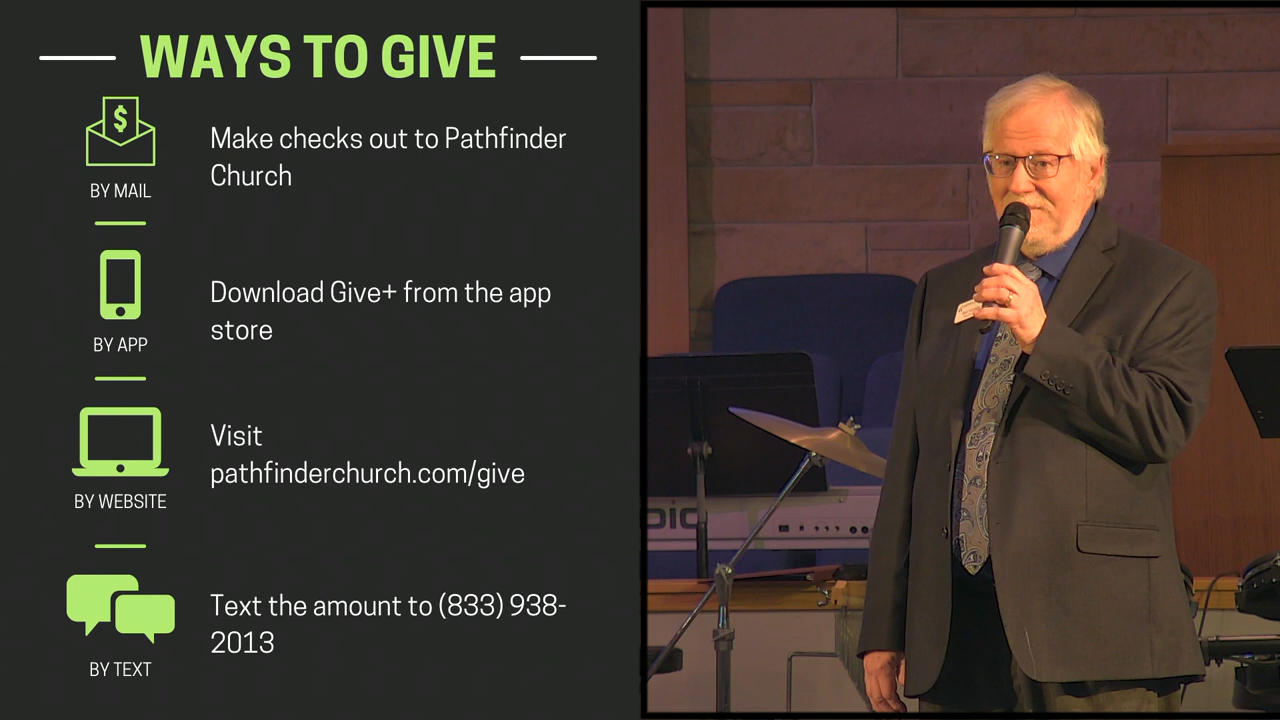 WAYS TO GIVE
$
Make checks out to Pathfinder
Church
BY MAIL
Download Give+ from the app
store
BY APP
Visit
pathfinderchurch.com/give
BY WEBSITE
Text the amount to (833) 938-
2013
BY TEXT